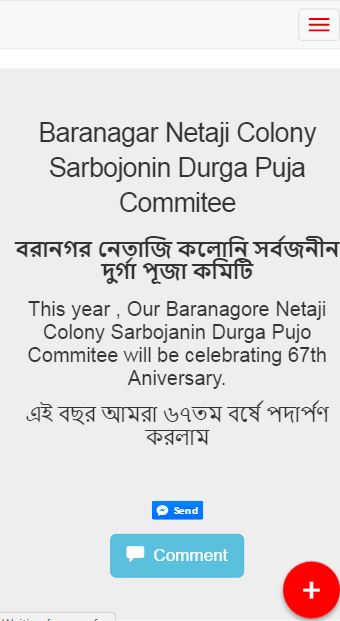 Baranagar Netaji Colony
Sarbojonin Durga Puja
Commitee
বরানগর নেতাজি কলোনি সর্বজনীন
দুর্গা পূজা কমিটি
This year , Our Baranagore Netaji
Colony Sarbojanin Durga Pujo
Commitee will be celebrating 67th
Aniversary.
এই বছর আমরা ৬৭তম বর্ষে পদার্পণ
করলাম
Send
Comment
+